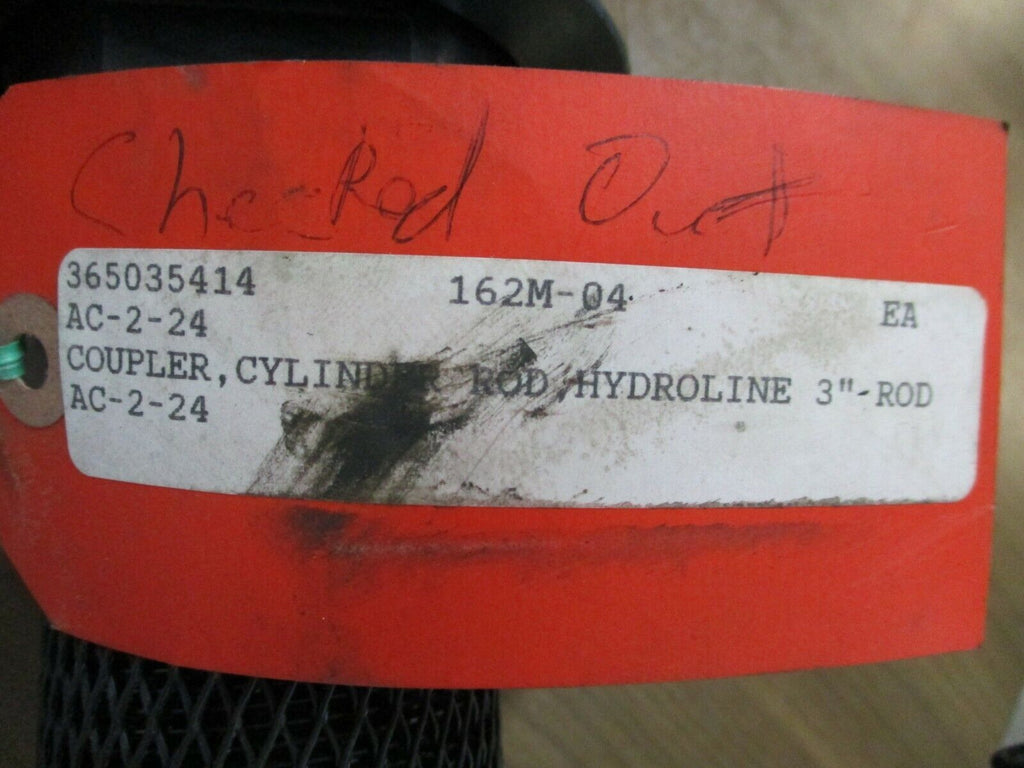 Checked Out
365035414 162M-04 EA
AC-2-24
COUPLER,CYLINDER ROD,HYDROLINE 3"-ROD
AC-2-24